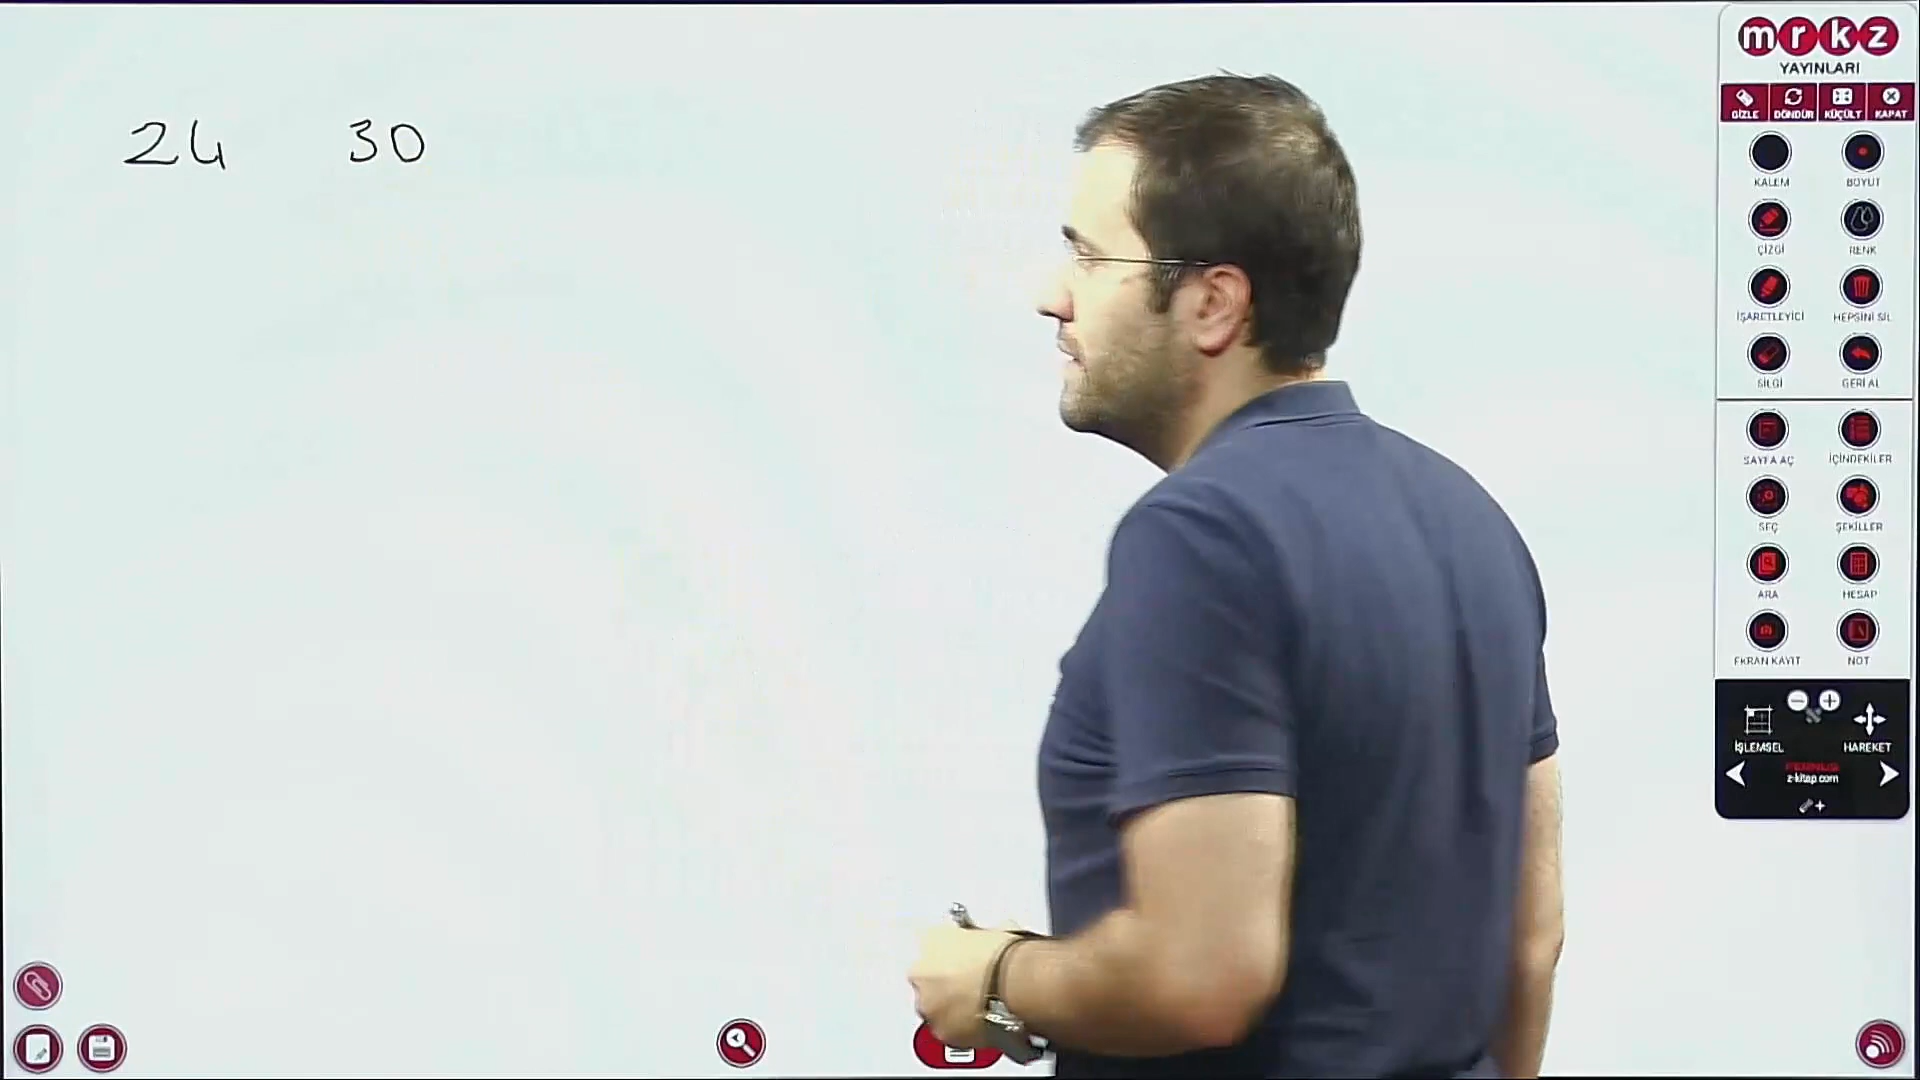 24 30
mrkz
YAYINLARI
GİZLE DÖNDÜR KÜÇÜLT KAPAT
KALEM BOYUT
ÇİZGİ RENK
İŞARETLEYİCİ HEPSİNİ SİL
SİLGİ GERİ AL
SAYFA AÇ İÇİNDEKİLER
SEÇ ŞEKİLLER
ARA HESAP
EKRAN KAYIT NOT
İŞLEMSEL HAREKET
FERNUS
z-kitap.com